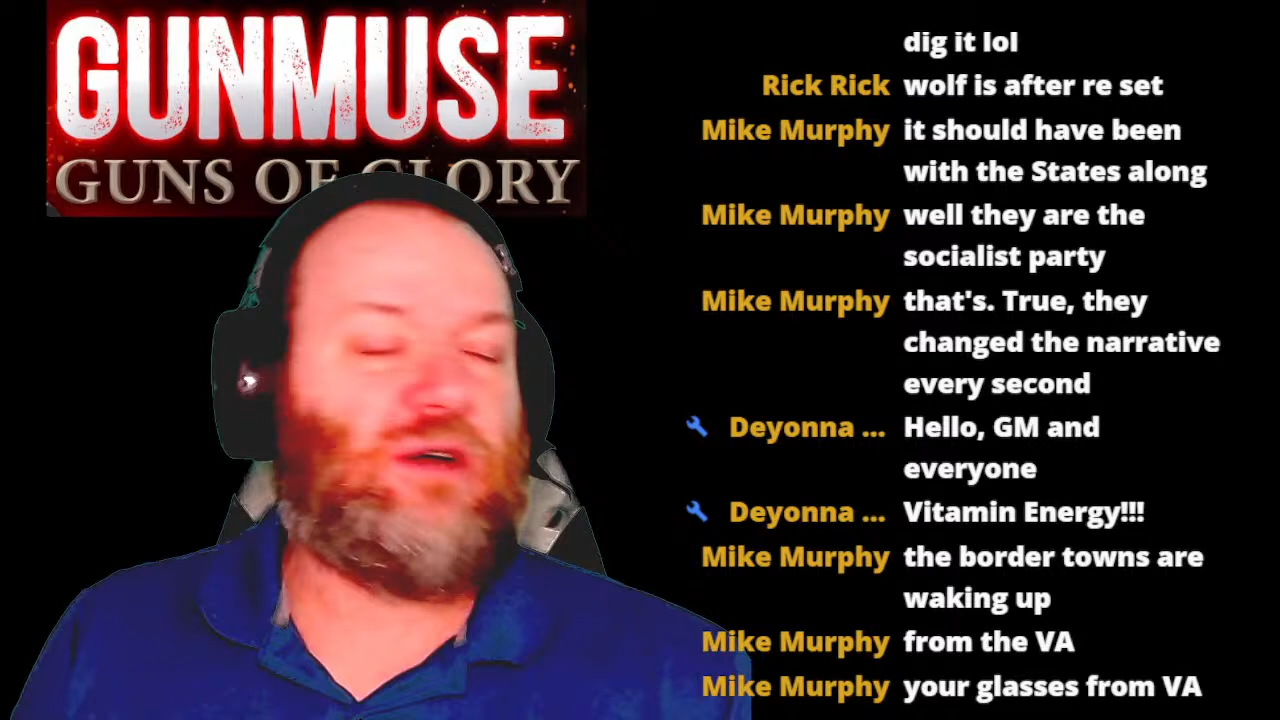 GUNMUSE
GUNS OF GLORY
dig it lol
Rick Rick wolf is after re set
Mike Murphy it should have been
with the States along
Mike Murphy well they are the
socialist party
Mike Murphy that's. True, they
changed the narrative
every second
Deyonna ... Hello, GM and
everyone
Deyonna ... Vitamin Energy!!!
Mike Murphy the border towns are
waking up
Mike Murphy from the VA
Mike Murphy your glasses from VA